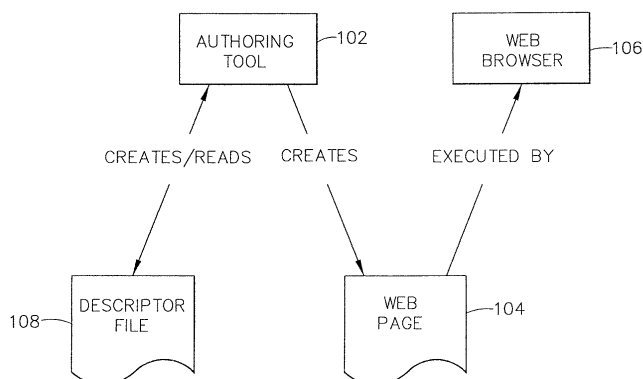 AUTHORING
TOOL
102
WEB
BROWSER
106
CREATES/READS
CREATES
EXECUTED BY
108
DESCRIPTOR
FILE
WEB
PAGE
104